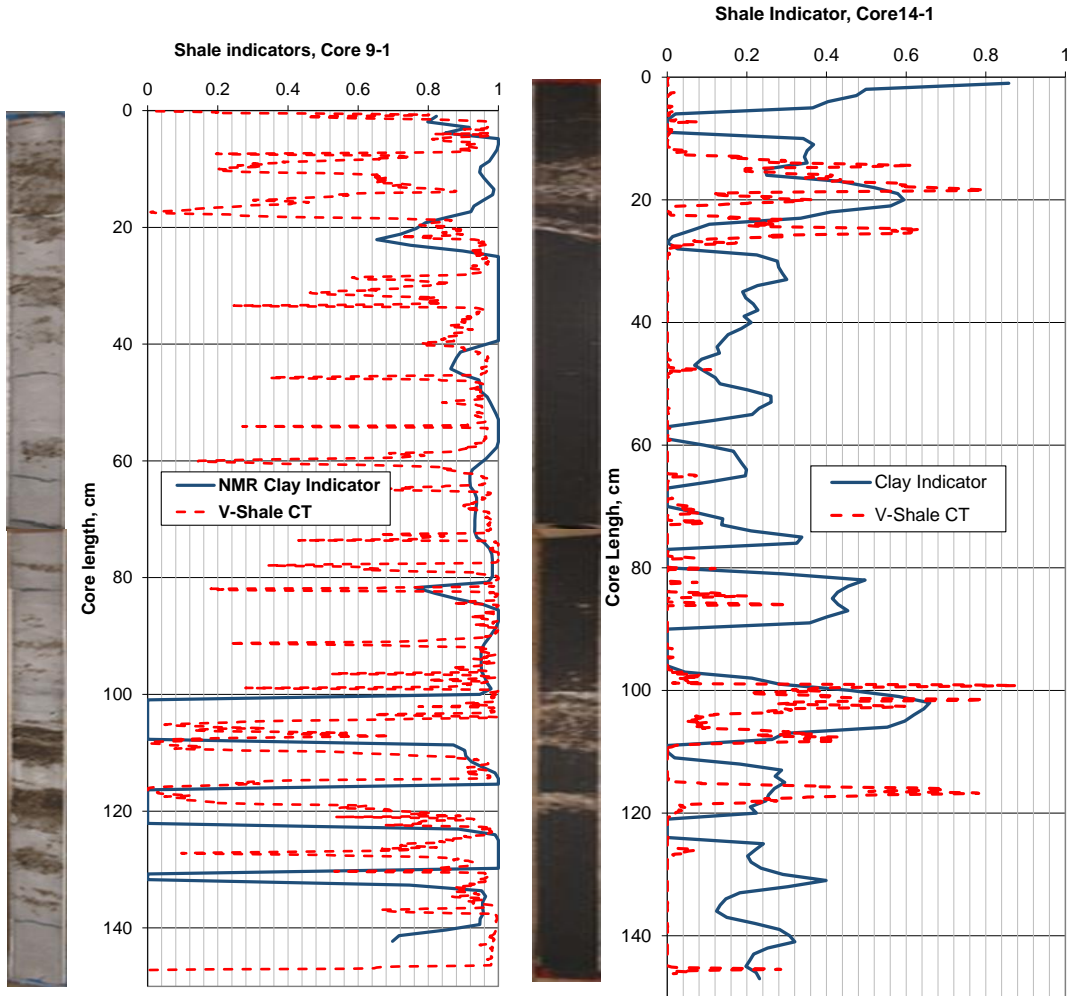 Shale Indicator, Core14-1
Shale indicators, Core 9-1
0 0.2 0.4 0.6 0.8 1
0
20
40
60
80
100
120
140
Core length, cm
NMR Clay Indicator
V-Shale CT
0 0.2 0.4 0.6 0.8 1
0
20
40
60
80
100
120
140
Core Lengh, cm
Clay Indicator
V-Shale CT